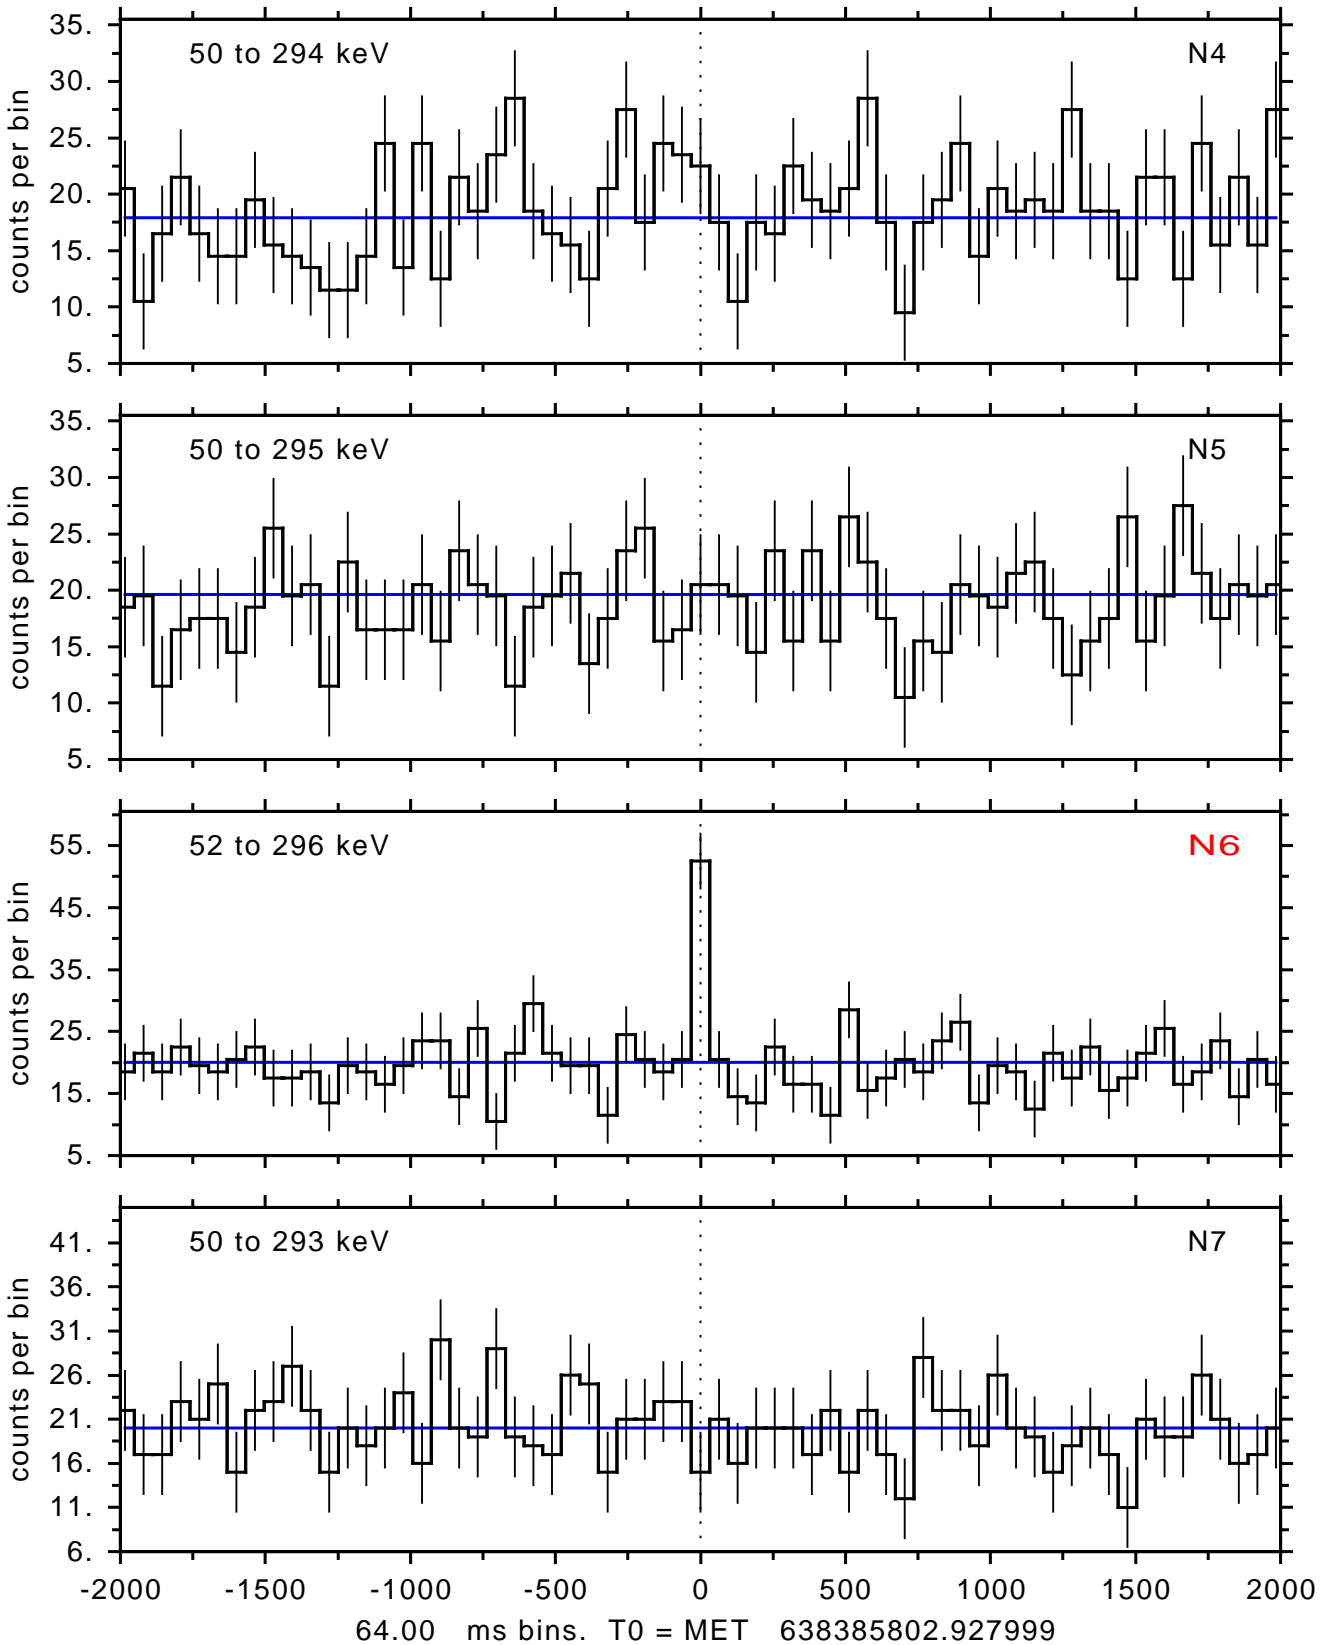 35.
30.
25.
20.
15.
10.
5.
counts per bin
50 to 294 keV
N4
35.
30.
25.
20.
15.
10.
5.
counts per bin
50 to 295 keV
N5
55.
45.
35.
25.
15.
5.
counts per bin
52 to 296 keV
N6
41.
36.
31.
26.
21.
16.
11.
6.
counts per bin
50 to 293 keV
N7
-2000 -1500 -1000 -500 0 500 1000 1500 2000
64.00 ms bins. T0 = MET 638385802.927999